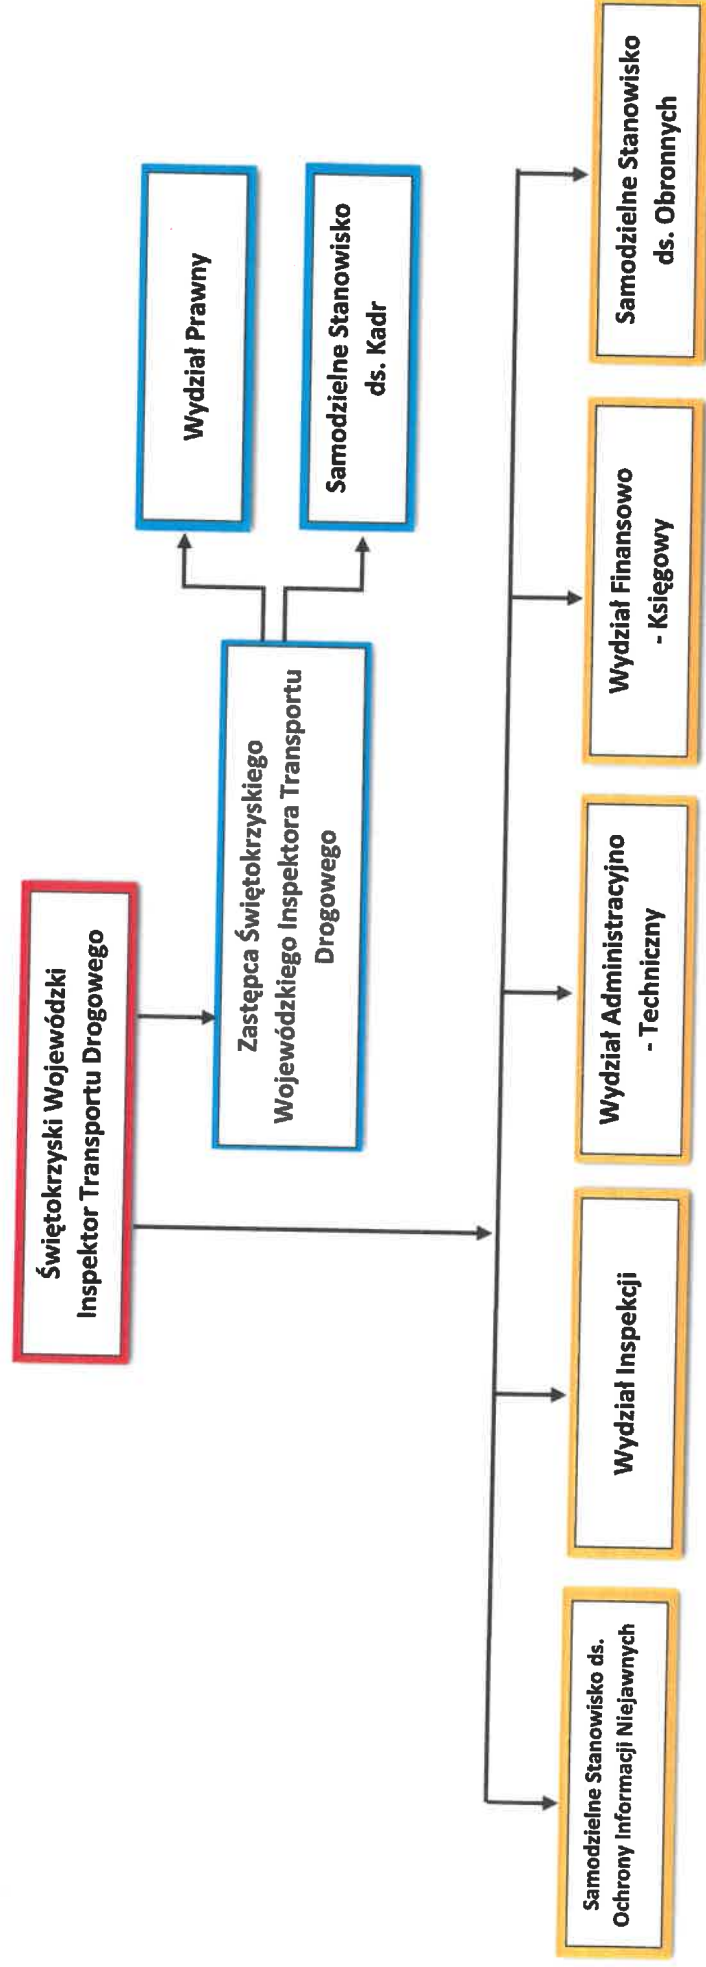 Świętokrzyski Wojewódzki
Inspektor Transportu Drogowego
Zastępca Świętokrzyskiego
Wojewódzkiego Inspektora Transportu
Drogowego
Wydział Prawny
Samodzielne Stanowisko
ds. Kadr
Samodzielne Stanowisko ds.
Ochrony Informacji Niejawnych
Wydział Inspekcji
Wydział Administracyjno
- Techniczny
Wydział Finansowo
- Księgowy
Samodzielne Stanowisko
ds. Obronnych